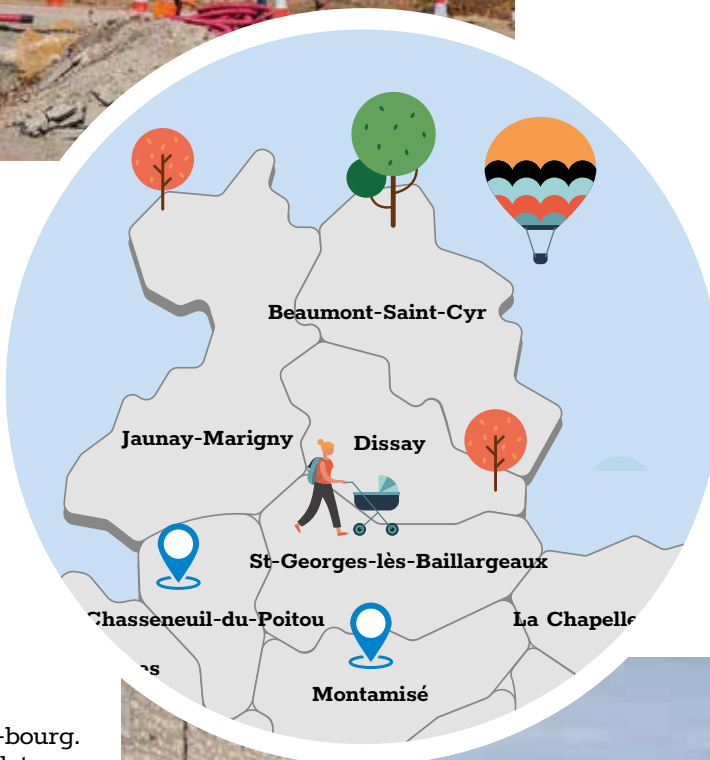 Beaumont-Saint-Cyr
Jaunay-Marigny
Dissay
St-Georges-lès-Baillargeaux
Chasseneuil-du-Poitou
La Chapelle
Montamisé
-bourg.